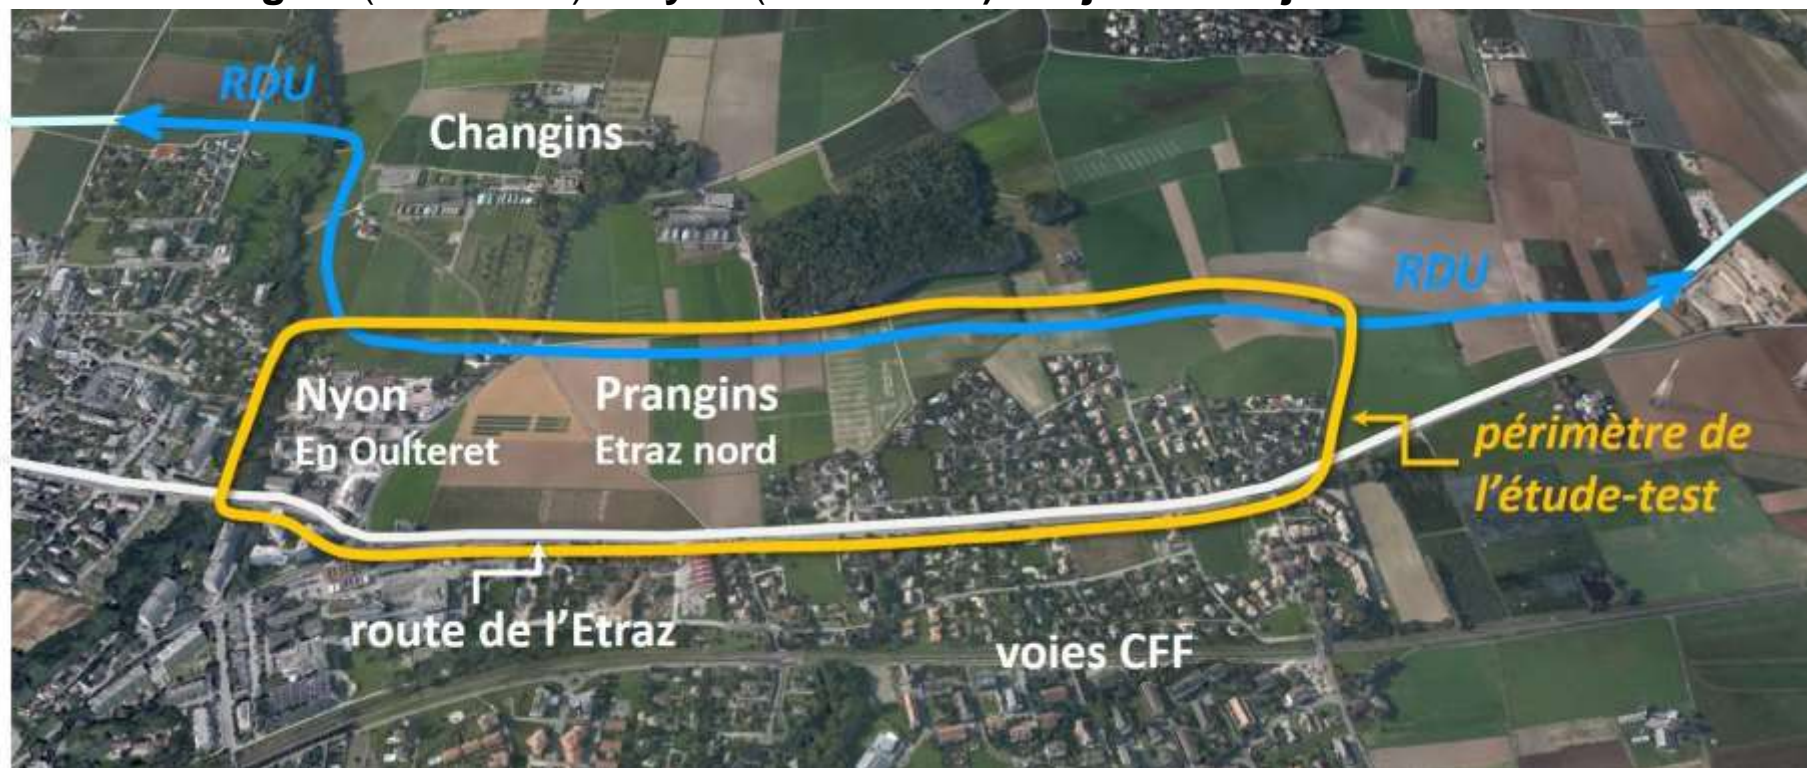 RDU
Changins
RDU
Nyon
En Oulteret
Prangins
Etraz nord
périmètre de
l'étude-test
route de l'Etraz
voies CFF